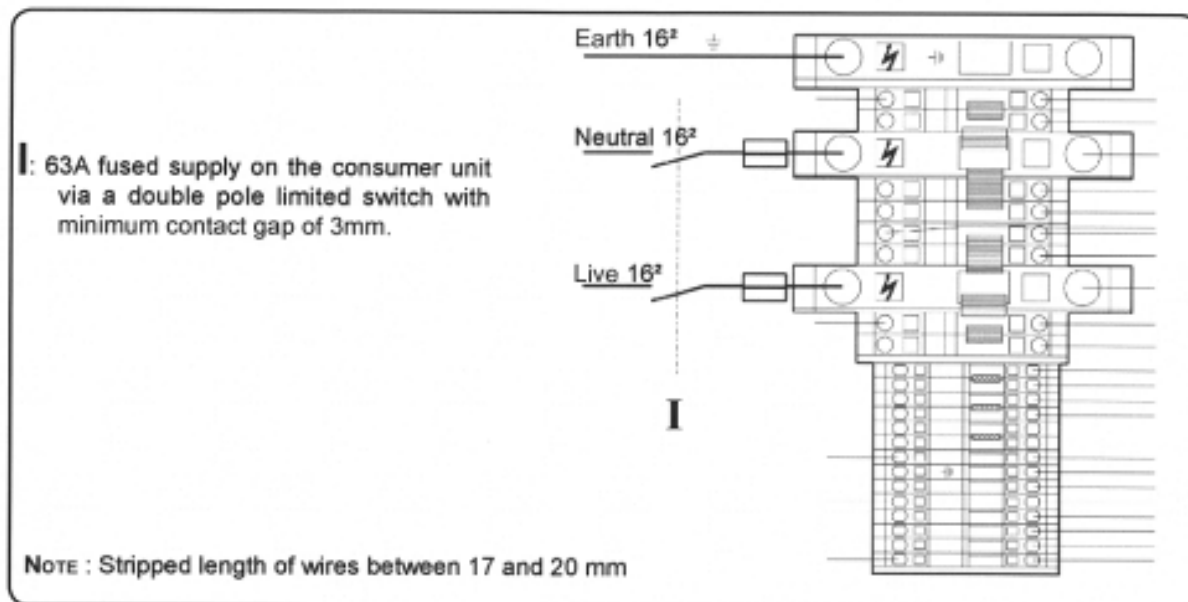 Earth 16²
Neutral 16²
I: 63A fused supply on the consumer unit
via a double pole limited switch with
minimum contact gap of 3mm.
Live 16²
I
NOTE : Stripped length of wires between 17 and 20 mm